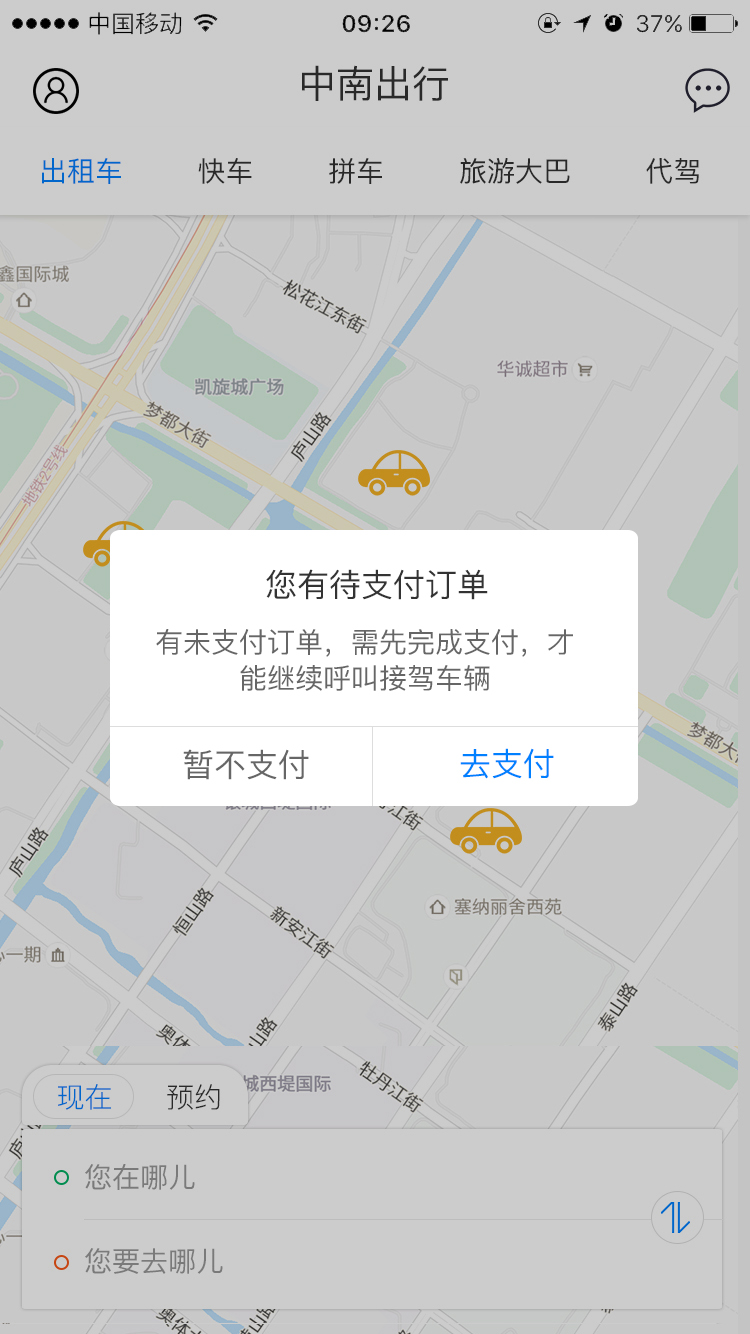 中国移动
09:26
37%
中南出行
出租车
快车
拼车
旅游大巴
代驾
鑫国际城
松花江东街
华诚超市
凯旋城广场
梦都大街
庐山路
地铁2号线
您有待支付订单
有未支付订单，需先完成支付，才
能继续呼叫接驾车辆
暂不支付
去支付
梦都大
江街
庐山路
塞纳丽舍西苑
恒山路
新安江街
一期
泰山路
奥体
山路
城西堤国际
牡丹江街
现在
预约
您在哪儿
您要去哪儿
奥体